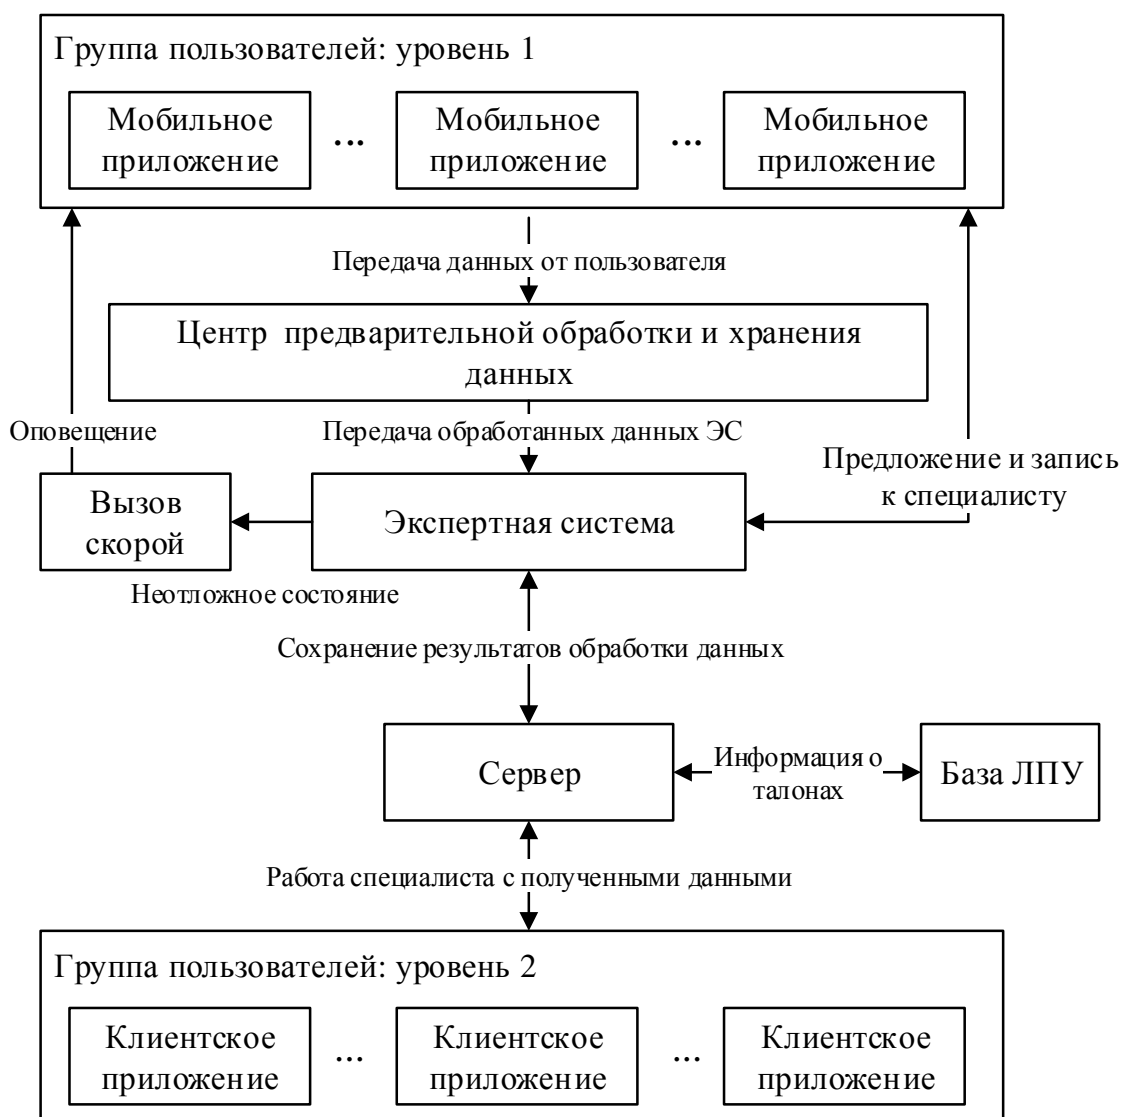 Группа пользователей: уровень 1
Мобильное
приложение
...
Мобильное
приложение
...
Мобильное
приложение
Передача данных от пользователя
Центр предварительной обработки и хранения
данных
Оповещение
Передача обработанных данных ЭС
Предложение и запись
к специалисту
Вызов
скорой
Экспертная система
Неотложное состояние
Сохранение результатов обработки данных
Сервер
Информация о
талонах
База ЛПУ
Работа специалиста с полученными данными
Группа пользователей: уровень 2
Клиентское
приложение
...
Клиентское
приложение
...
Клиентское
приложение